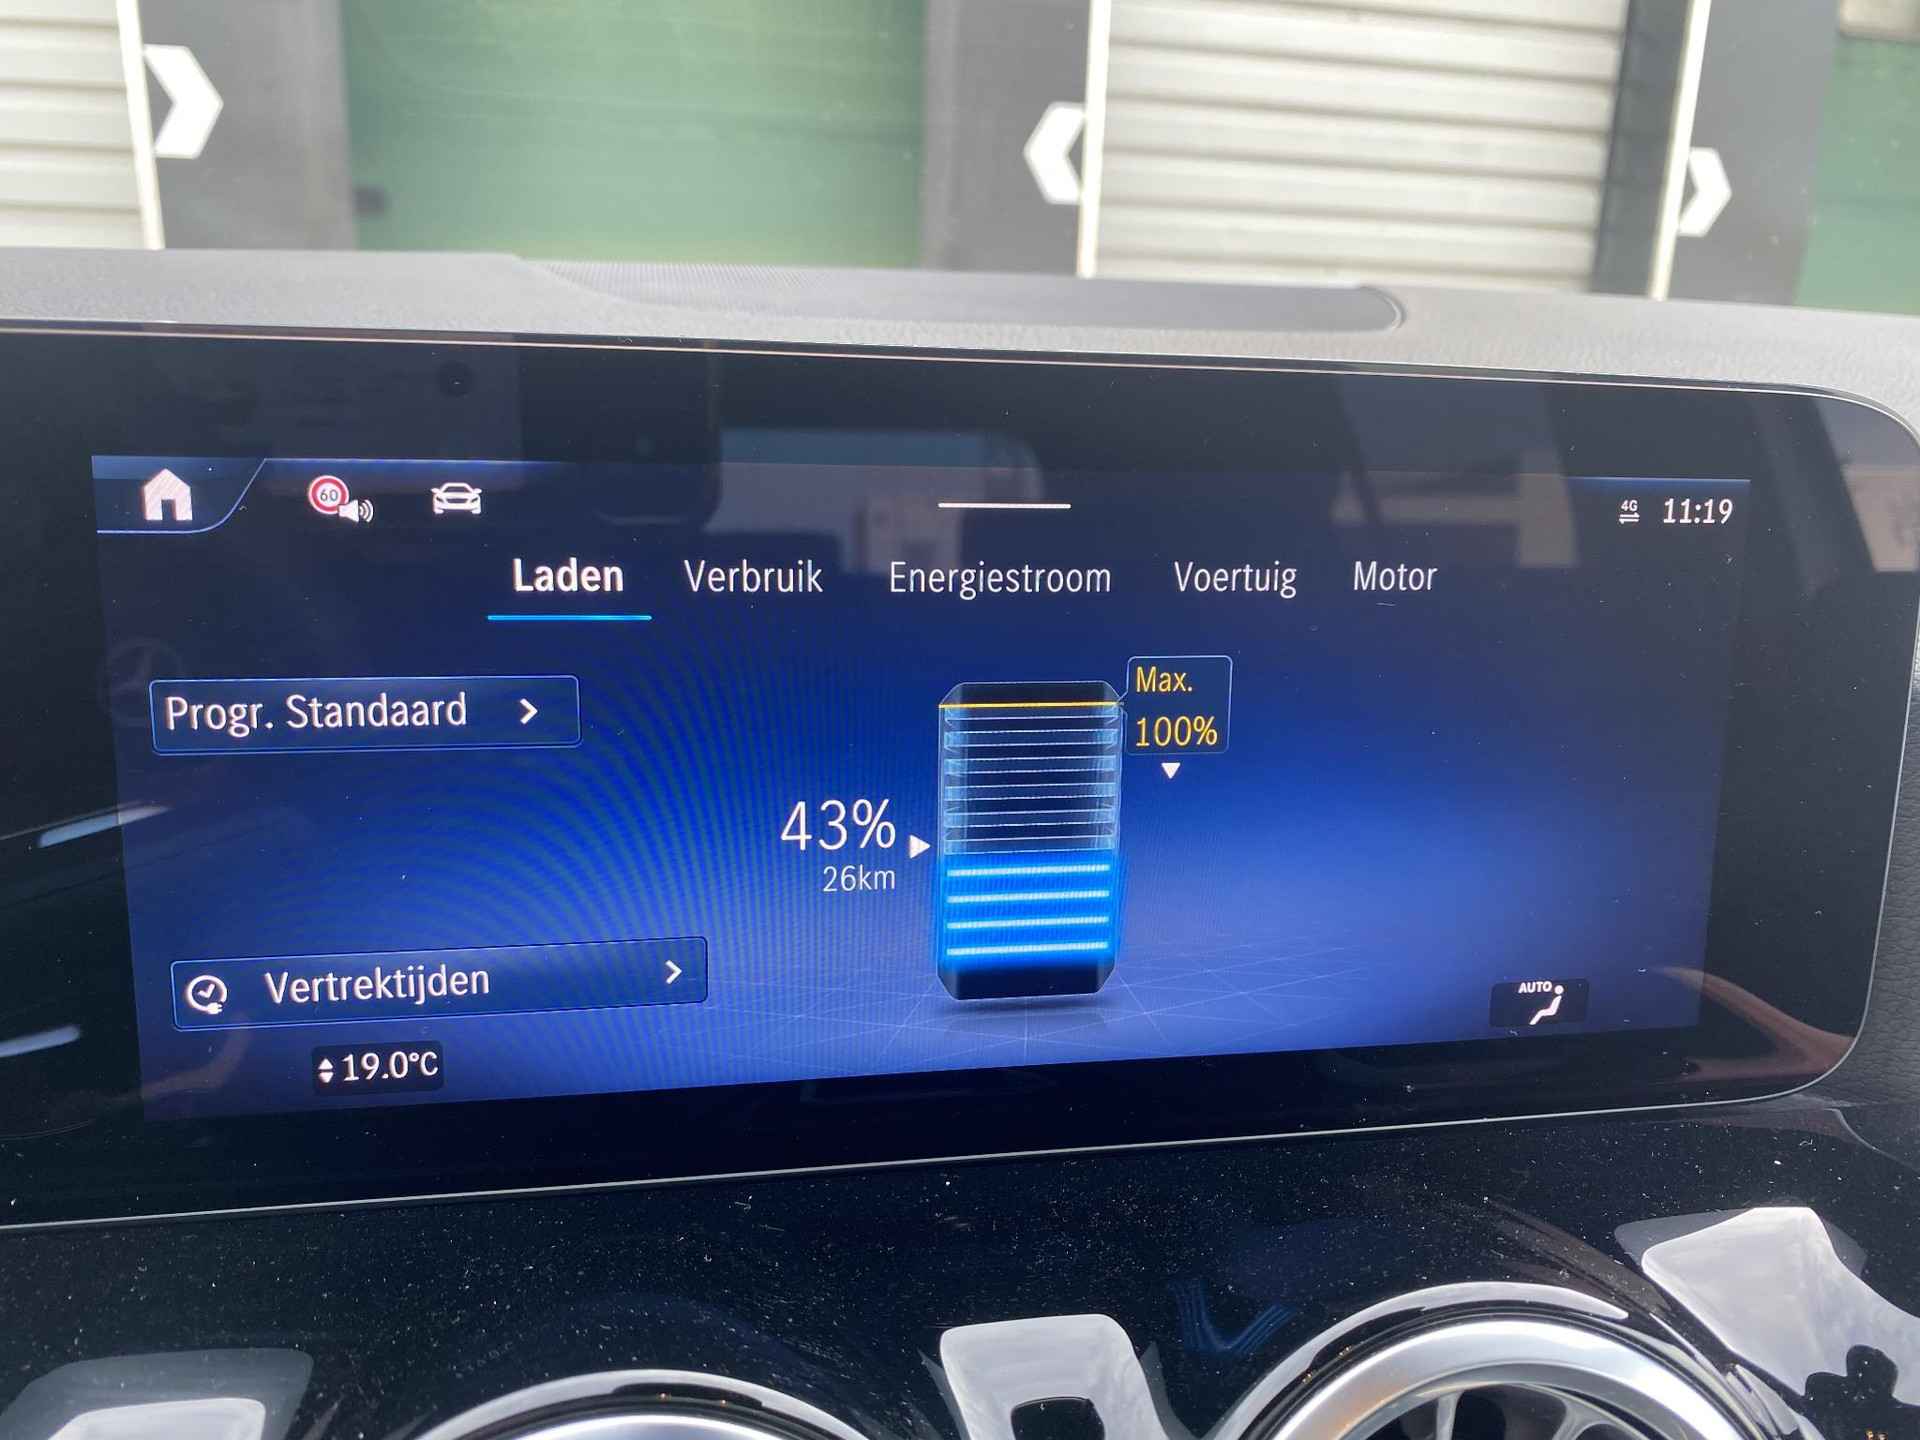 60
4G
11:19
Laden Verbruik Energiestroom Voertuig Motor
Progr. Standaard
Max.
100%
43%
26km
Vertrektijden
AUTO
19.0°C